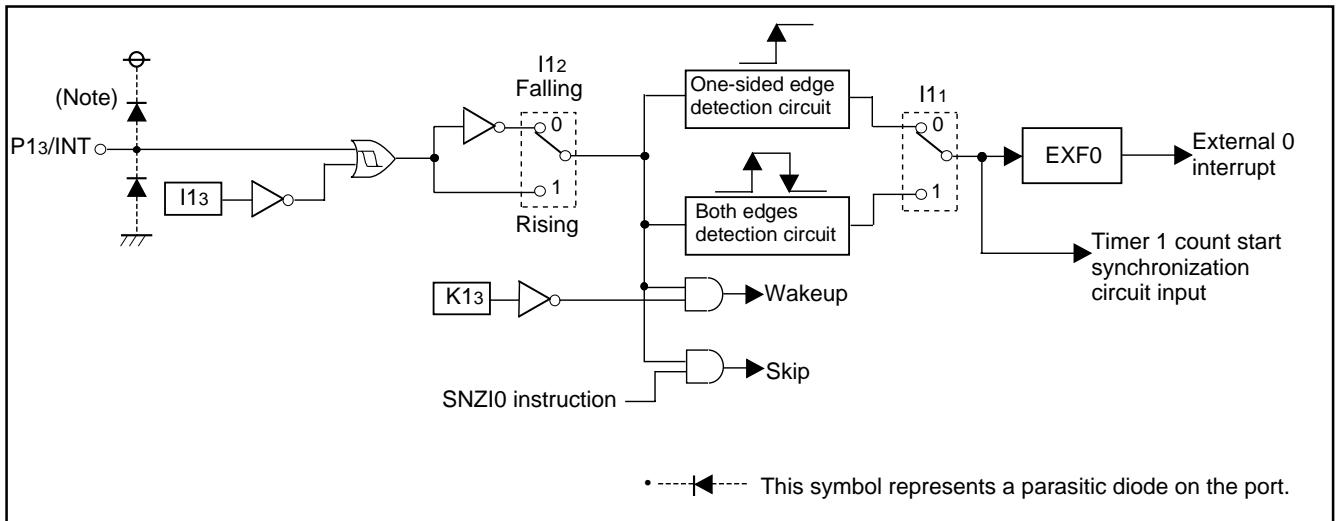 (Note)
P13/INT
I13
I12
Falling
0
1
Rising
One-sided edge
detection circuit
Both edges
detection circuit
K13
Wakeup
SNZI0 instruction
Skip
I11
0
1
EXF0
External 0
interrupt
Timer 1 count start
synchronization
circuit input
This symbol represents a parasitic diode on the port.